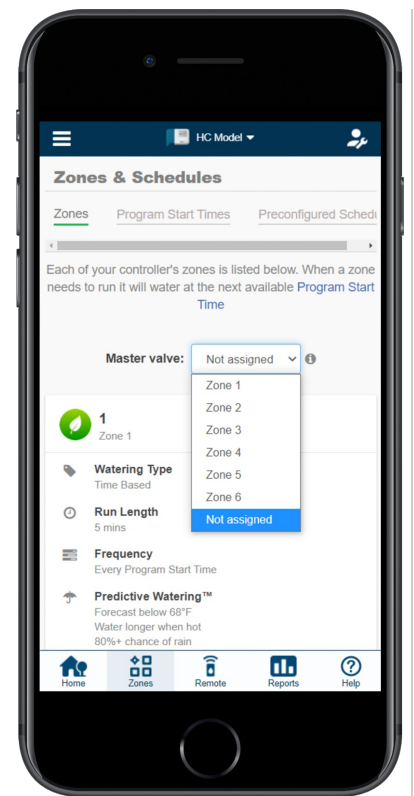 HC Model
Zones & Schedules
Zones Program Start Times Preconfigured Schedu
Each of your controller's zones is listed below. When a zone
needs to run it will water at the next available Program Start
Time
Master valve: Not assigned
Zone 1
Zone 2
Zone 3
Zone 4
Zone 5
Zone 6
Not assigned
1
Zone 1
Watering Type
Time Based
Run Length
5 mins
Frequency
Every Program Start Time
Predictive Watering™
Forecast below 68°F
Water longer when hot
80%+ chance of rain
Home Zones Remote Reports Help